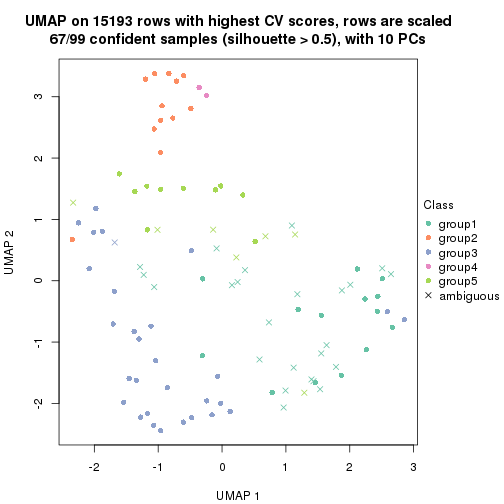 UMAP on 15193 rows with highest CV scores, rows are scaled
67/99 confident samples (silhouette > 0.5), with 10 PCs
3
2
1
0
-1
-2
UMAP 2
-2
-1
0
1
2
3
UMAP 1
Class
group1
group2
group3
group4
group5
ambiguous